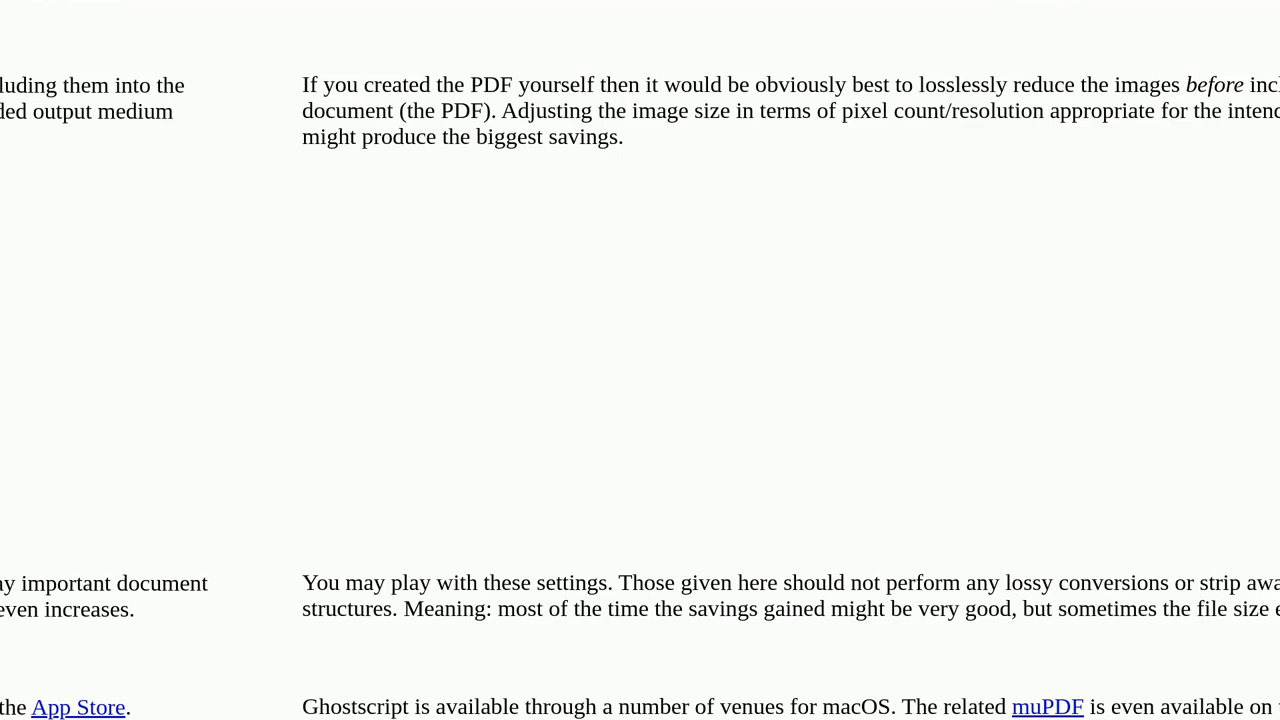 luding them into the
ded output medium
If you created the PDF yourself then it would be obviously best to losslessly reduce the images before incl
document (the PDF). Adjusting the image size in terms of pixel count/resolution appropriate for the intend
might produce the biggest savings.
ay important document
even increases.
You may play with these settings. Those given here should not perform any lossy conversions or strip awa
structures. Meaning: most of the time the savings gained might be very good, but sometimes the file size e
the App Store.
Ghostscript is available through a number of venues for macOS. The related muPDF is even available on t